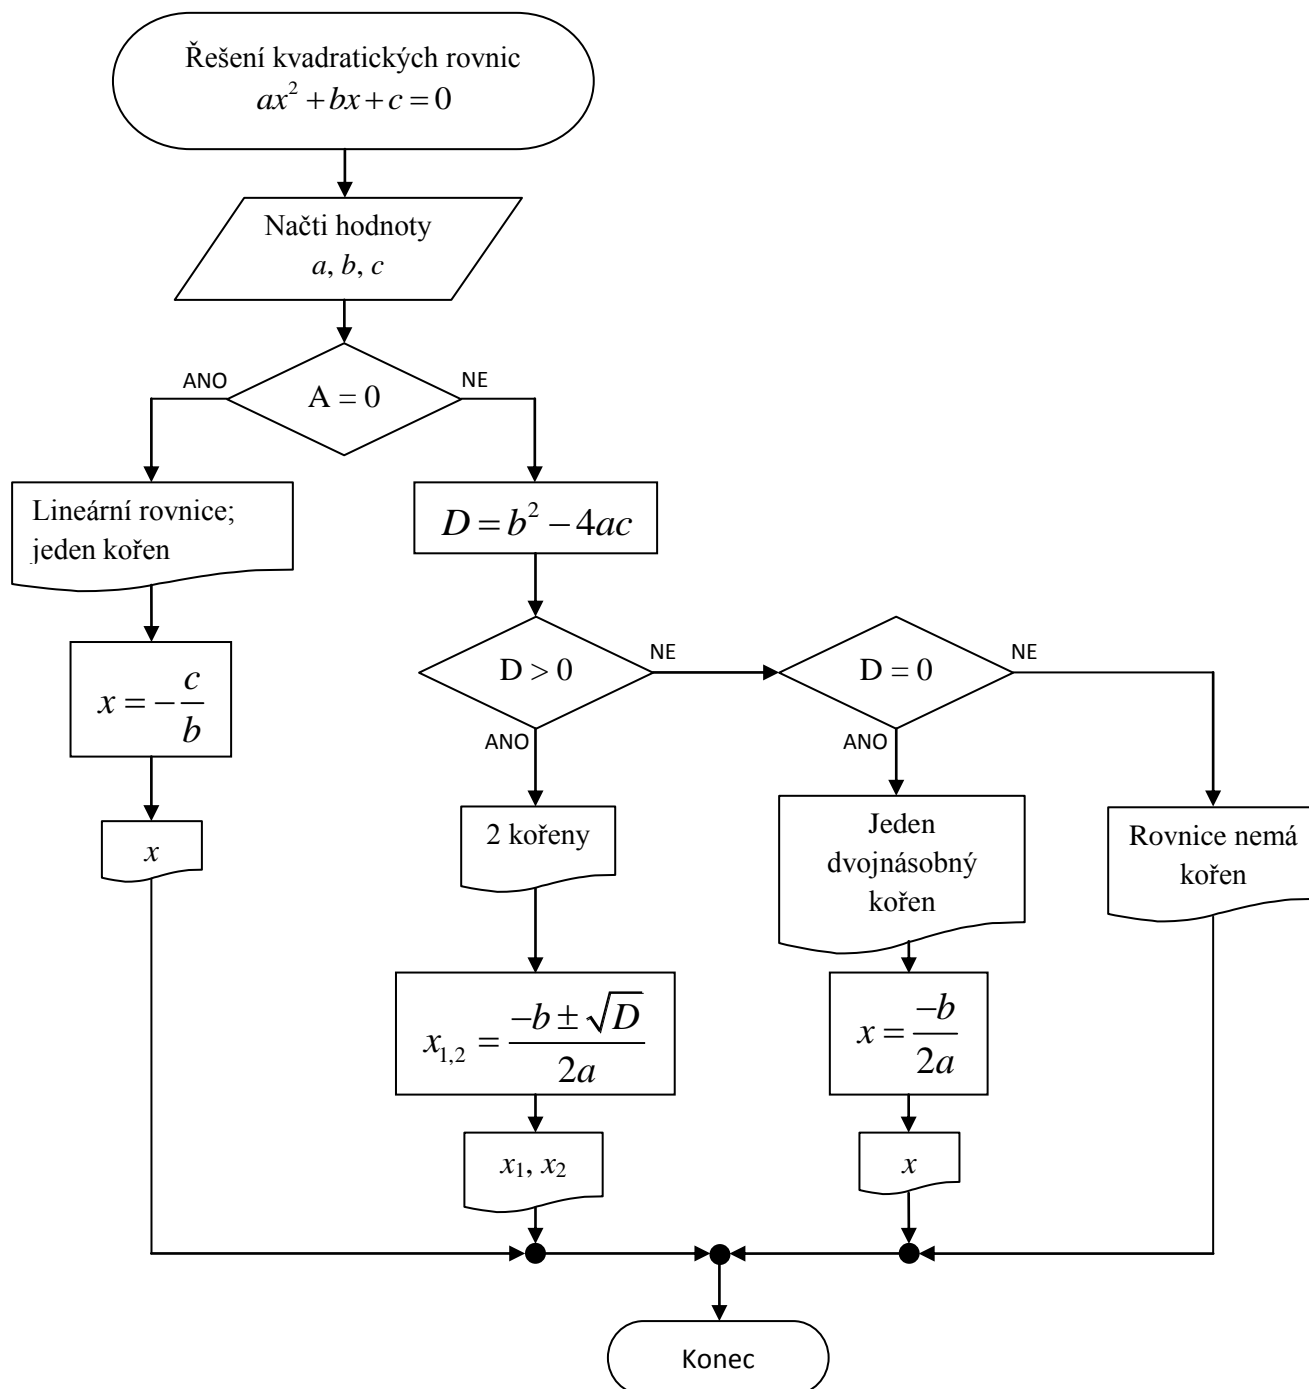 Řešení kvadratických rovnic
ax² + bx + c = 0
Načti hodnoty
a, b, c
ANO
A = 0
NE
Lineární rovnice;
jeden kořen
x = -c/b
x
D = b² − 4ac
D > 0
NE
ANO
2 kořeny
x₁,₂ = (−b ± √D)/2a
x₁, x₂
D = 0
NE
ANO
Jeden
dvojnásobný
kořen
x = −b/2a
x
Rovnice nemá
kořen
Konec